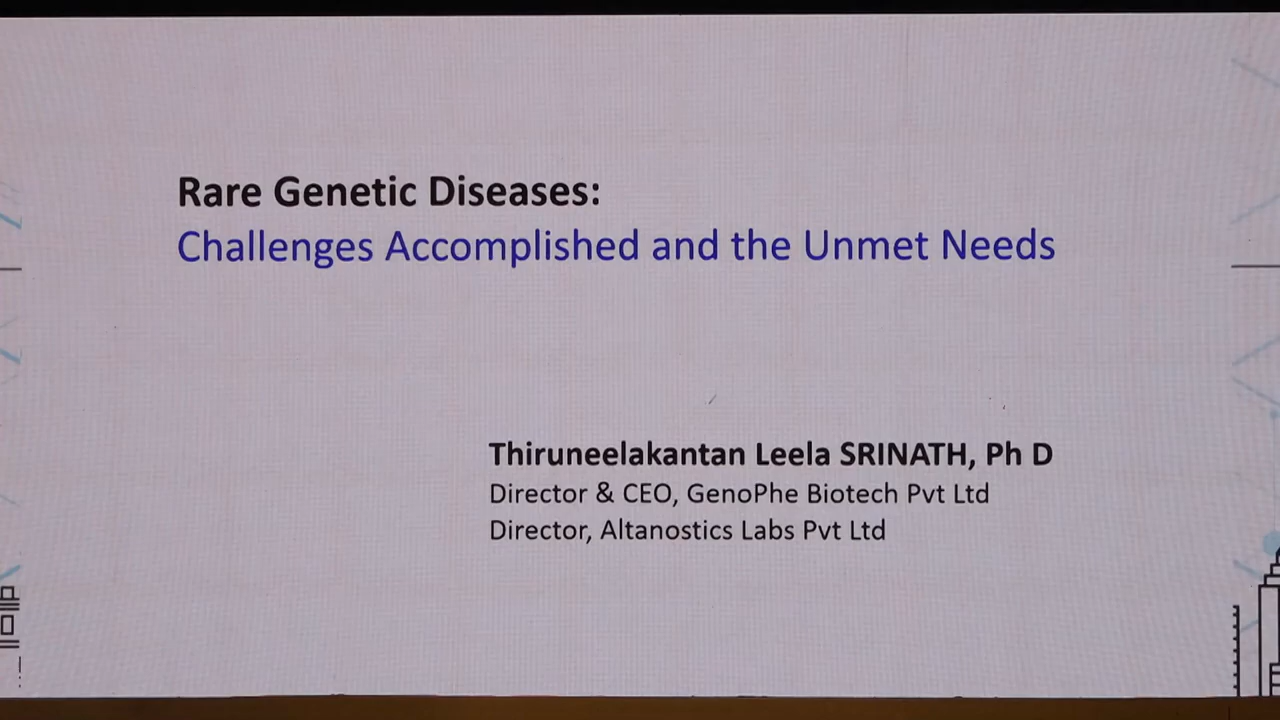 Rare Genetic Diseases:
Challenges Accomplished and the Unmet Needs
Thiruneelakantan Leela SRINATH, Ph D
Director & CEO, GenoPhe Biotech Pvt Ltd
Director, Altanostics Labs Pvt Ltd